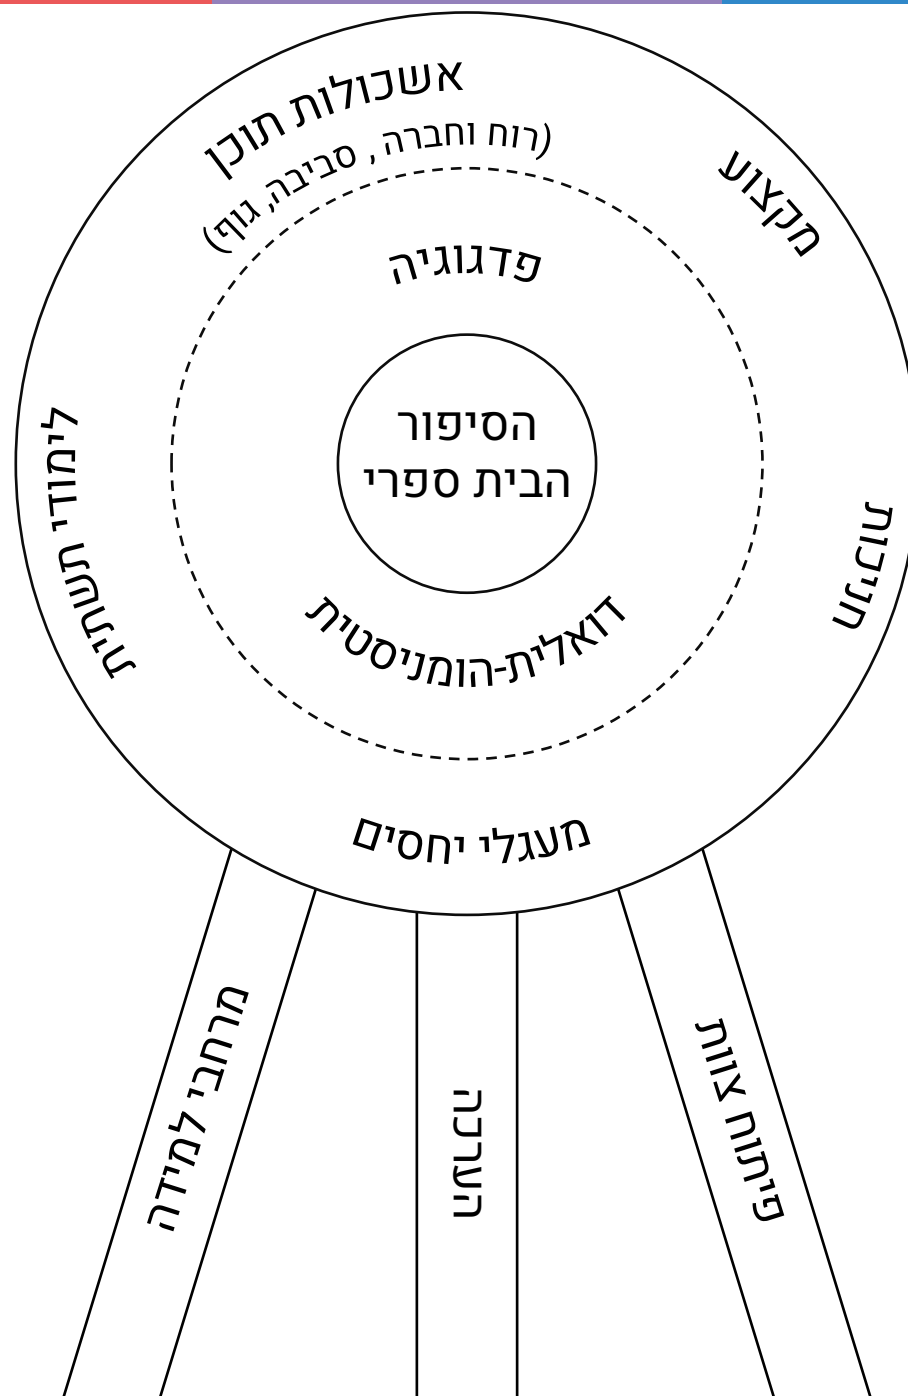 אשכולות תוכן
(רוח וחברה, סביבה, גוף)
מקצוע
פדגוגיה
הסיפור
הבית ספרי
לימודי תשתית
חניכות
דואלית-הומניסטית
מעגלי יחסים
מרחבי למידה
הערכה
פיתוח צוות